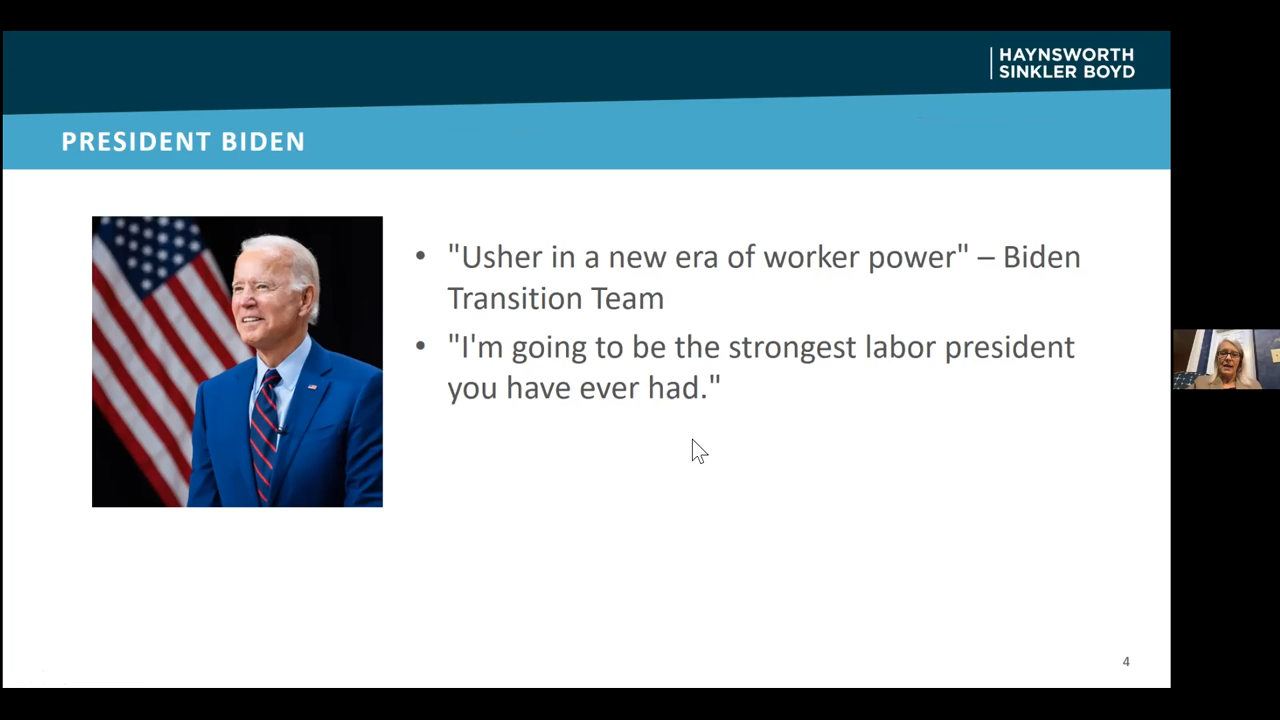 HAYNSWORTH
SINKLER BOYD
PRESIDENT BIDEN
• "Usher in a new era of worker power" – Biden
Transition Team
• "I'm going to be the strongest labor president
you have ever had."
4